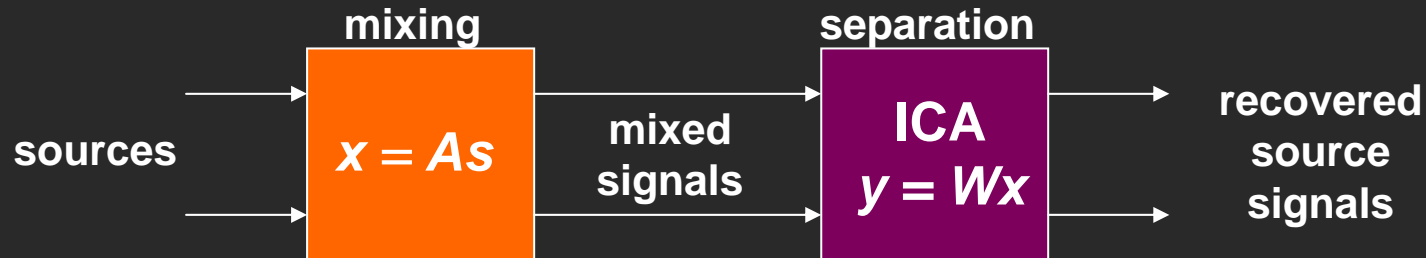 mixing
separation
sources
x = As
mixed
signals
ICA
y = Wx
recovered
source
signals